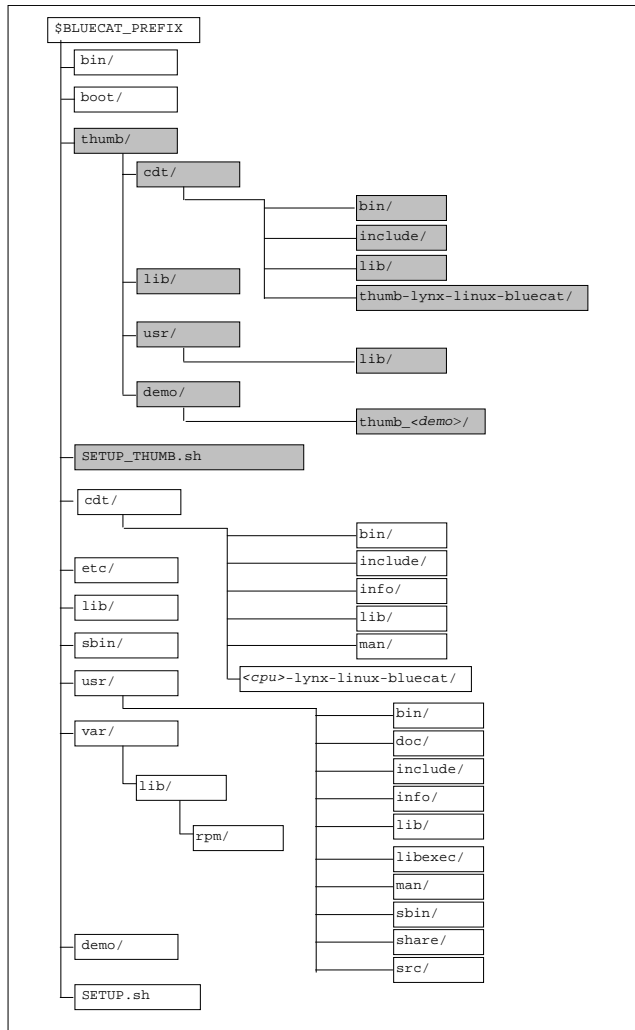 $BLUECAT_PREFIX
bin/
boot/
thumb/
cdt/
bin/
include/
lib/
lib/
thumb-lynx-linux-bluecat/
usr/
lib/
demo/
thumb_<demo>/
SETUP_THUMB.sh
cdt/
bin/
include/
etc/
info/
lib/
lib/
sbin/
man/
usr/
<cpu>-lynx-linux-bluecat/
bin/
var/
doc/
include/
lib/
info/
lib/
rpm/
libexec/
man/
sbin/
demo/
share/
src/
SETUP.sh